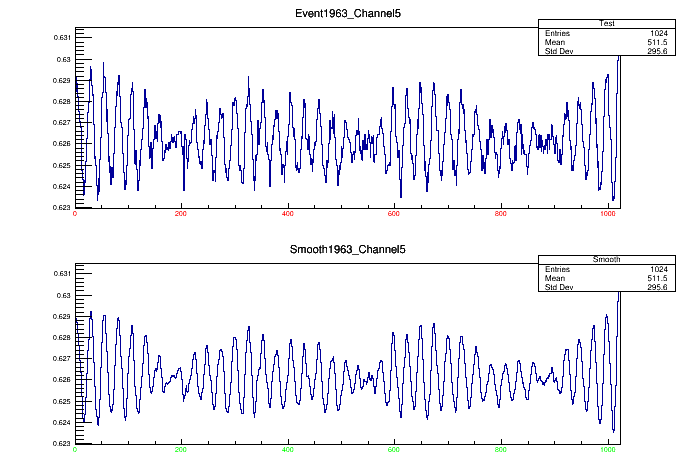 Event1963_Channel5
Test
Entries 1024
Mean 511.5
Std Dev 295.6
0.631
0.63
0.629
0.628
0.627
0.626
0.625
0.624
0.623
0 200 400 600 800 1000
Smooth1963_Channel5
Smooth
Entries 1024
Mean 511.5
Std Dev 295.6
0.631
0.63
0.629
0.628
0.627
0.626
0.625
0.624
0.623
0 200 400 600 800 1000